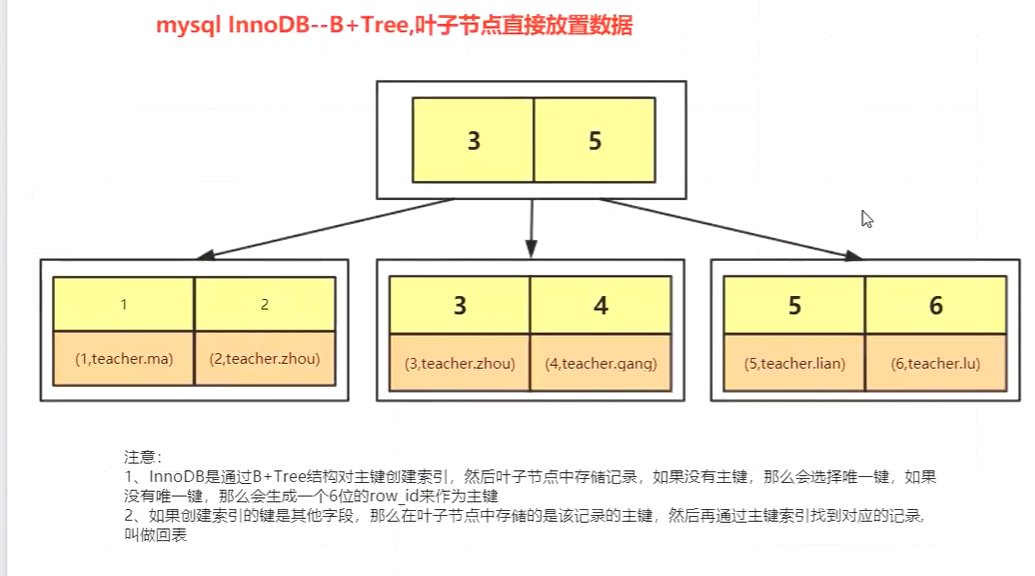 mysql InnoDB--B+Tree,叶子节点直接放置数据
3 5
1 2 3 4 5 6
(1,teacher.ma) (2,teacher.zhou) (3,teacher.zhou) (4,teacher.gang) (5,teacher.lian) (6,teacher.lu)
注意：
1、InnoDB是通过B+Tree结构对主键创建索引，然后叶子节点中存储记录，如果没有主键，那么会选择唯一键，如果
没有唯一键，那么会生成一个6位的row_id来作为主键
2、如果创建索引的键是其他字段，那么在叶子节点中存储的是该记录的主键，然后再通过主键索引找到对应的记录,
叫做回表